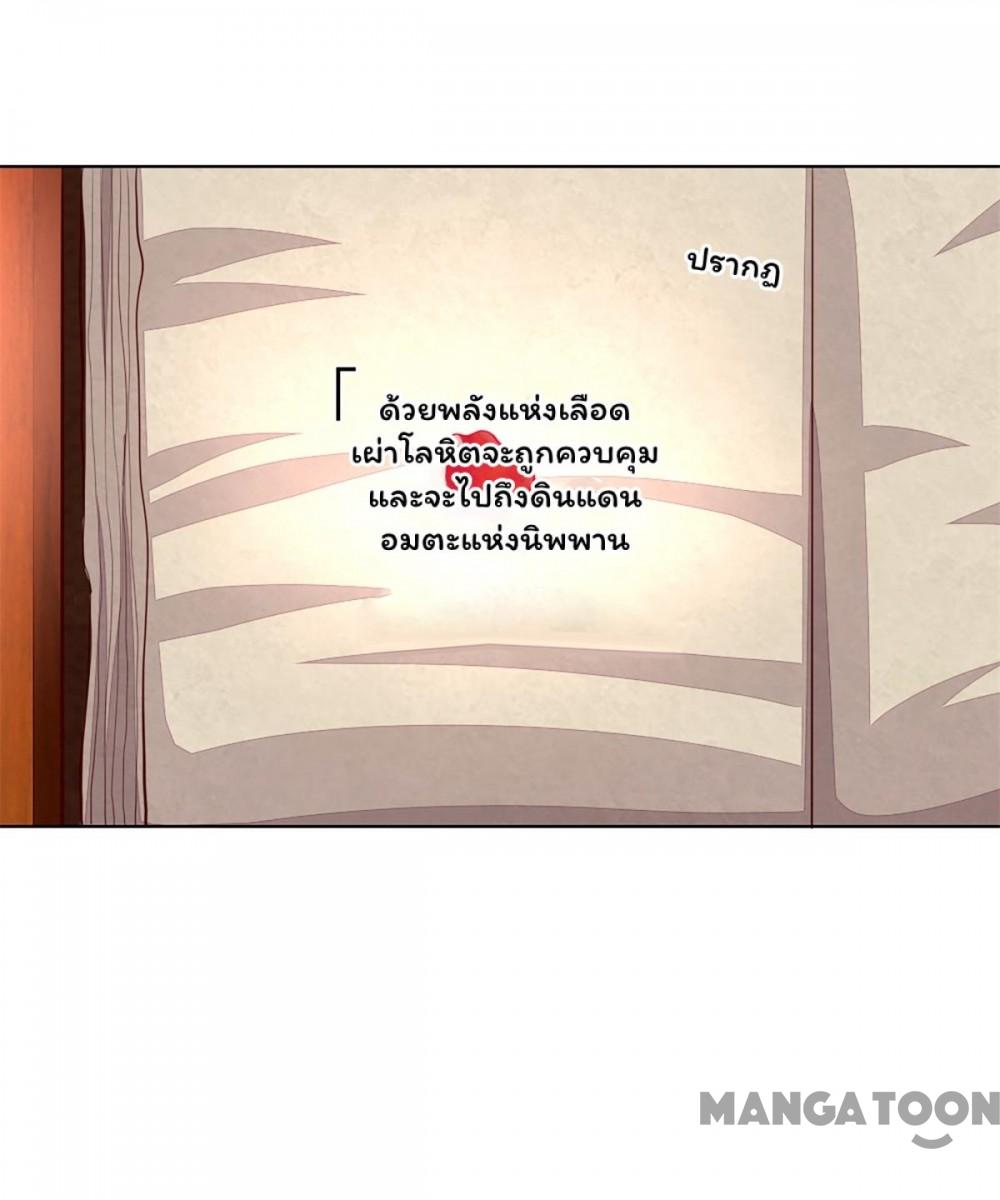 ปรากฏ
「 ด้วยพลังแห่งเลือด
เผ่าโลหิตจะถูกควบคุม
และจะไปถึงดินแดน
อมตะแห่งนิพพาน
MANGATOON